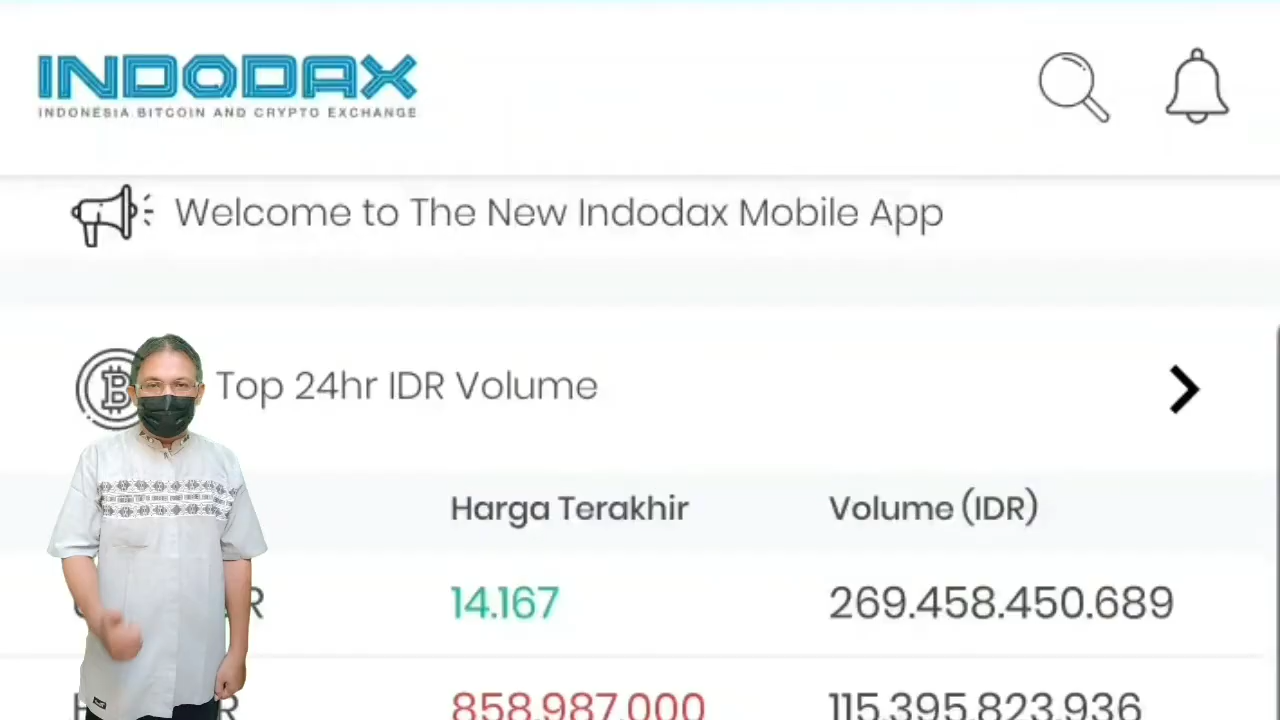 INDODAX
INDONESIA BITCOIN AND CRYPTO EXCHANGE
Welcome to The New Indodax Mobile App
Top 24hr IDR Volume
Harga Terakhir Volume (IDR)
14.167 269.458.450.689
858.987.000 115.395.823.936